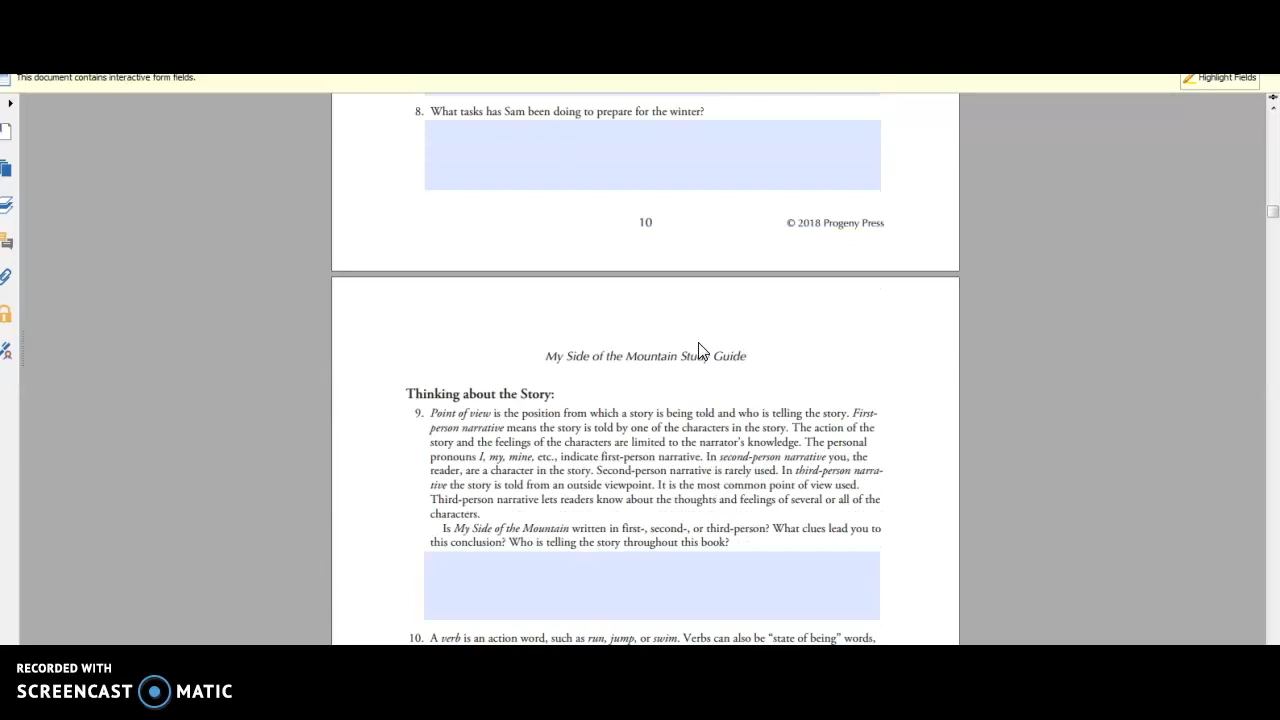 This document contains interactive form fields.
Highlight Fields
8. What tasks has Sam been doing to prepare for the winter?
10
© 2018 Progeny Press
My Side of the Mountain Study Guide
Thinking about the Story:
9. Point of view is the position from which a story is being told and who is telling the story. First-
person narrative means the story is told by one of the characters in the story. The action of the
story and the feelings of the characters are limited to the narrator's knowledge. The personal
pronouns I, my, mine, etc., indicate first-person narrative. In second-person narrative you, the
reader, are a character in the story. Second-person narrative is rarely used. In third-person narra-
tive the story is told from an outside viewpoint. It is the most common point of view used.
Third-person narrative lets readers know about the thoughts and feelings of several or all of the
characters.
Is My Side of the Mountain written in first-, second-, or third-person? What clues lead you to
this conclusion? Who is telling the story throughout this book?
10. A verb is an action word, such as run, jump, or swim. Verbs can also be “state of being” words,
RECORDED WITH
SCREENCAST MATIC